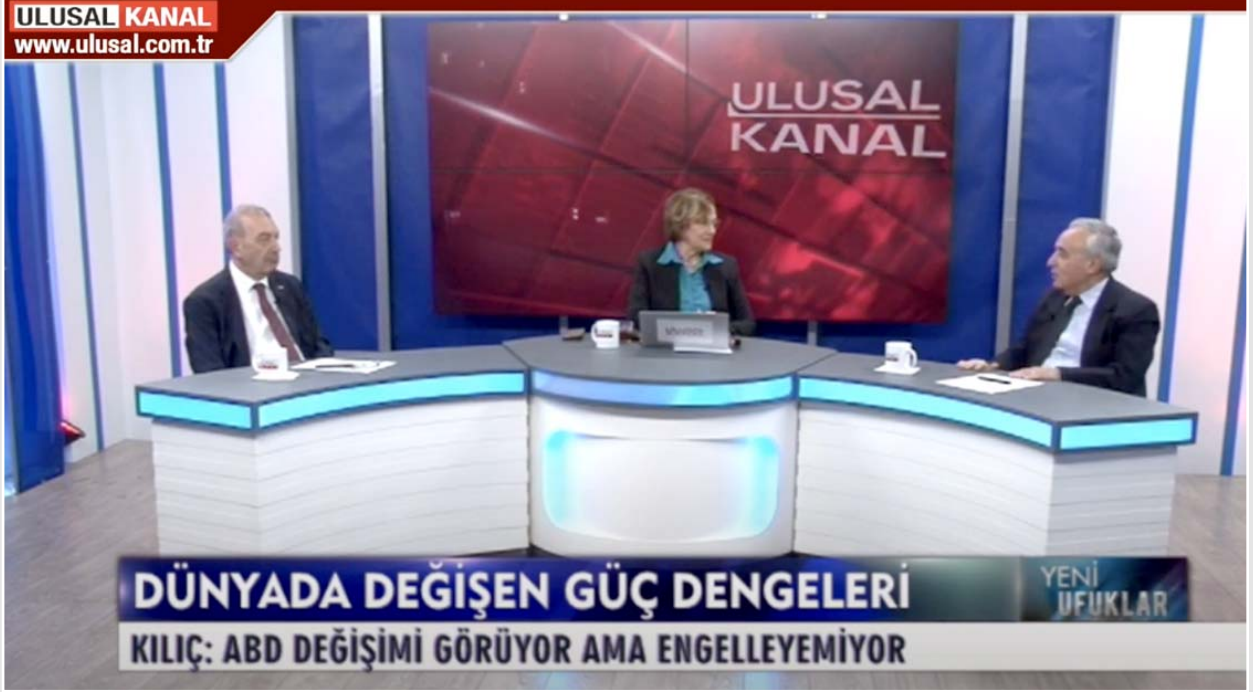 ULUSAL KANAL
www.ulusal.com.tr
ULUSAL
KANAL
DÜNYADA DEĞİŞEN GÜÇ DENGELERİ
YENİ
UFUKLAR
KILIÇ: ABD DEĞİŞİMİ GÖRÜYOR AMA ENGELLEYEMİYOR